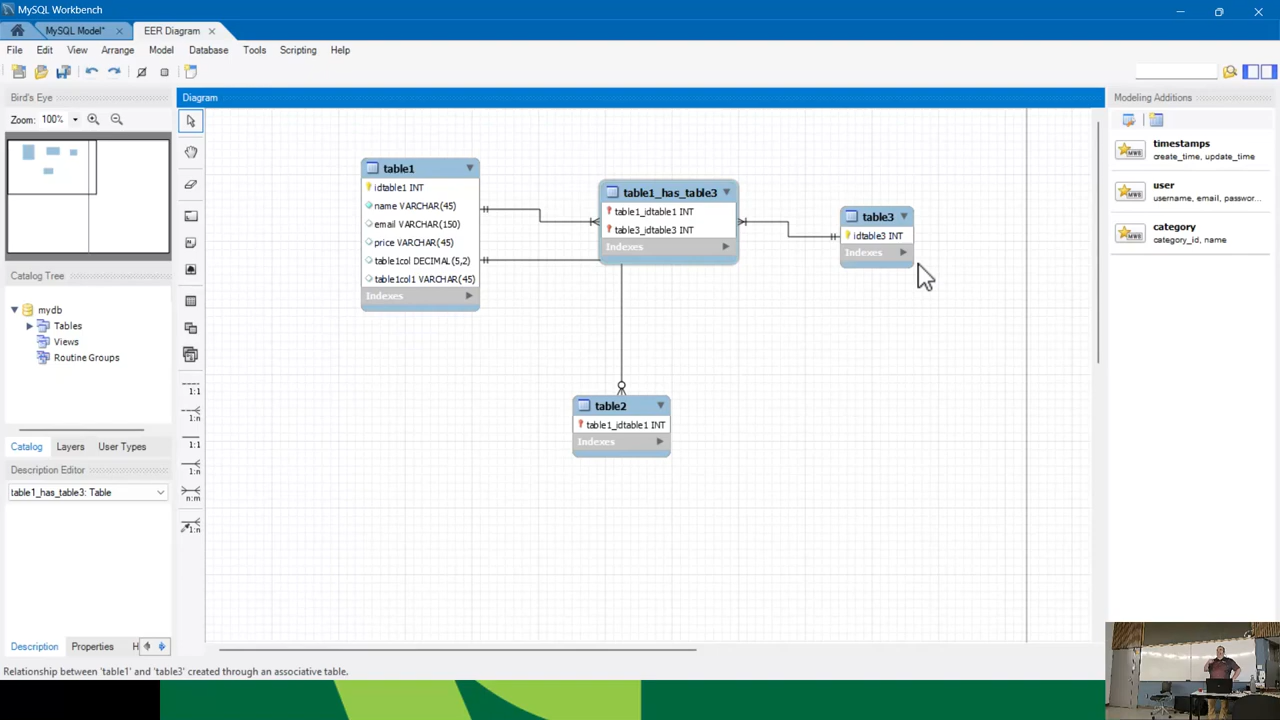 MySQL Workbench
MySQL Model*
EER Diagram
File Edit View Arrange Model Database Tools Scripting Help
Bird's Eye
Zoom: 100%
Catalog Tree
mydb
Tables
Views
Routine Groups
Catalog Layers User Types
Description Editor
table1_has_table3: Table
Description Properties H
Relationship between 'table1' and 'table3' created through an associative table.
1:1
1:n
1:1
1:n
n:m
1:n
Diagram
table1
idtable1 INT
name VARCHAR(45)
email VARCHAR(150)
price VARCHAR(45)
table1col DECIMAL(5,2)
table1col1 VARCHAR(45)
Indexes
table1_has_table3
table1_idtable1 INT
table3_idtable3 INT
Indexes
table3
idtable3 INT
Indexes
table2
table1_idtable1 INT
Indexes
Modeling Additions
timestamps
create_time, update_time
user
username, email, passwor...
category
category_id, name